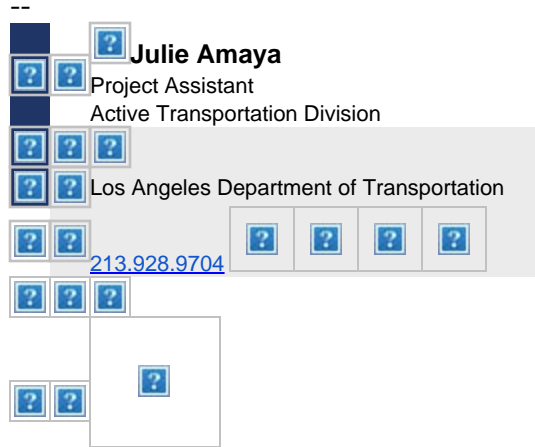 --
Julie Amaya
Project Assistant
Active Transportation Division
Los Angeles Department of Transportation
213.928.9704